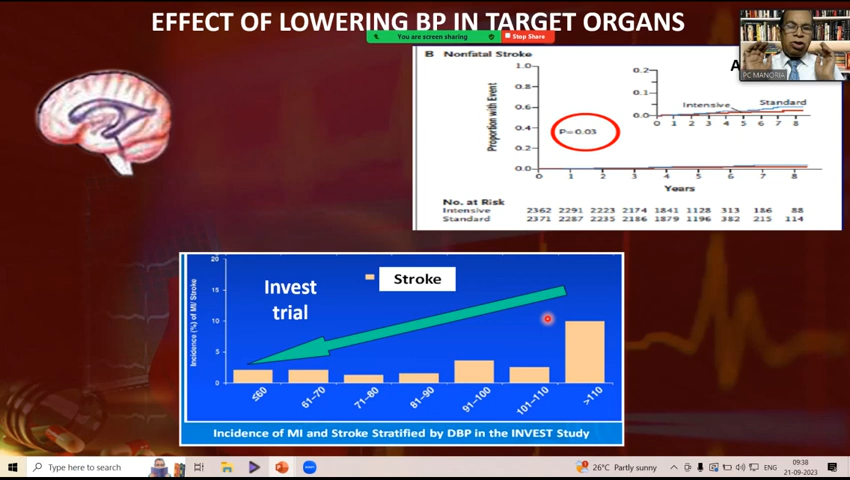 EFFECT OF LOWERING BP IN TARGET ORGANS
You are screen sharing
Stop Share
A
PC MANORIA
B Nonfatal Stroke
Proportion with Event
1.0
0.8
0.6
0.4
0.2
0.0
P=0.03
0.2
0.1
0.0
Intensive
Standard
0 1 2 3 4 5 6 7 8
0 1 2 3 4 5 6 7 8
Years
No. at Risk
Intensive 2362 2291 2223 2174 1841 1128 313 186 88
Standard 2371 2287 2235 2186 1879 1196 382 215 114
Incidence (%) of MI/Stroke
20
15
10
5
0
Invest
trial
Stroke
≤60 61–70 71–80 81–90 91–100 101–110 >110
Incidence of MI and Stroke Stratified by DBP in the INVEST Study
Type here to search
26°C Partly sunny
ENG
09:38
21-09-2023